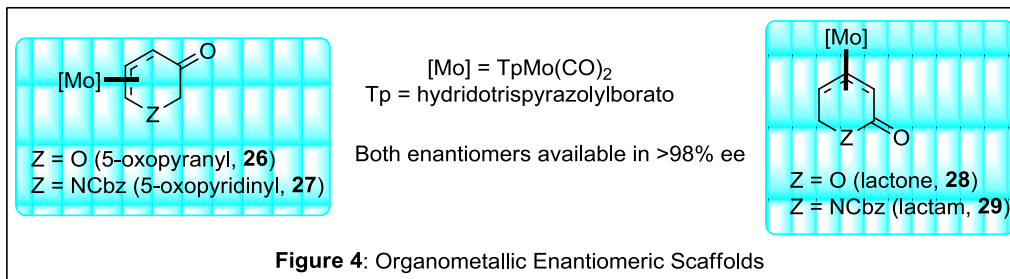 O
[Mo]
Z
Z = O (5-oxopyranyl, 26)
Z = NCbz (5-oxopyridinyl, 27)
[Mo] = TpMo(CO)2
Tp = hydridotrispyrazolylborato
Both enantiomers available in >98% ee
[Mo]
Z
O
Z = O (lactone, 28)
Z = NCbz (lactam, 29)
Figure 4: Organometallic Enantiomeric Scaffolds